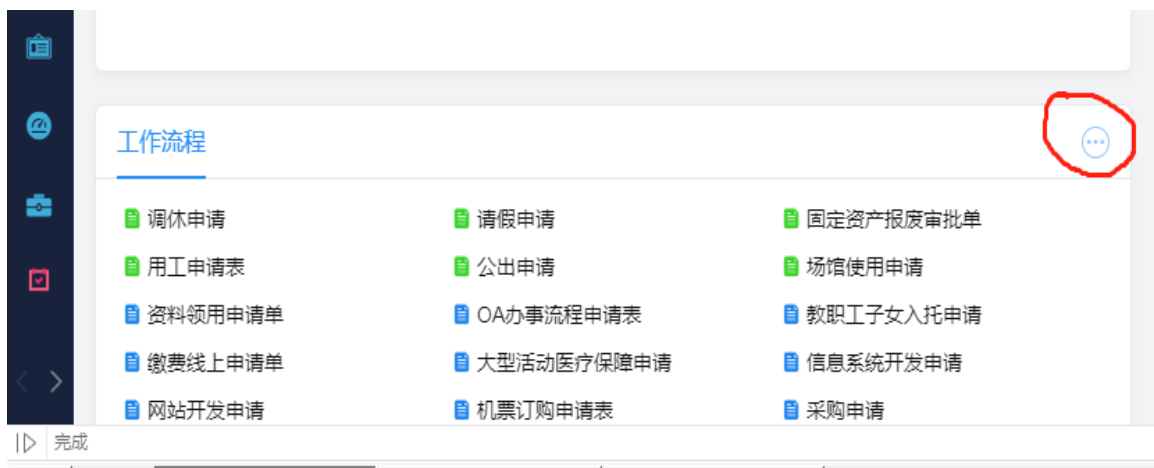 工作流程
调休申请 请假申请 固定资产报废审批单
用工申请表 公出申请 场馆使用申请
资料领用申请单 OA办事流程申请表 教职工子女入托申请
缴费线上申请单 大型活动医疗保障申请 信息系统开发申请
网站开发申请 机票订购申请表 采购申请
完成